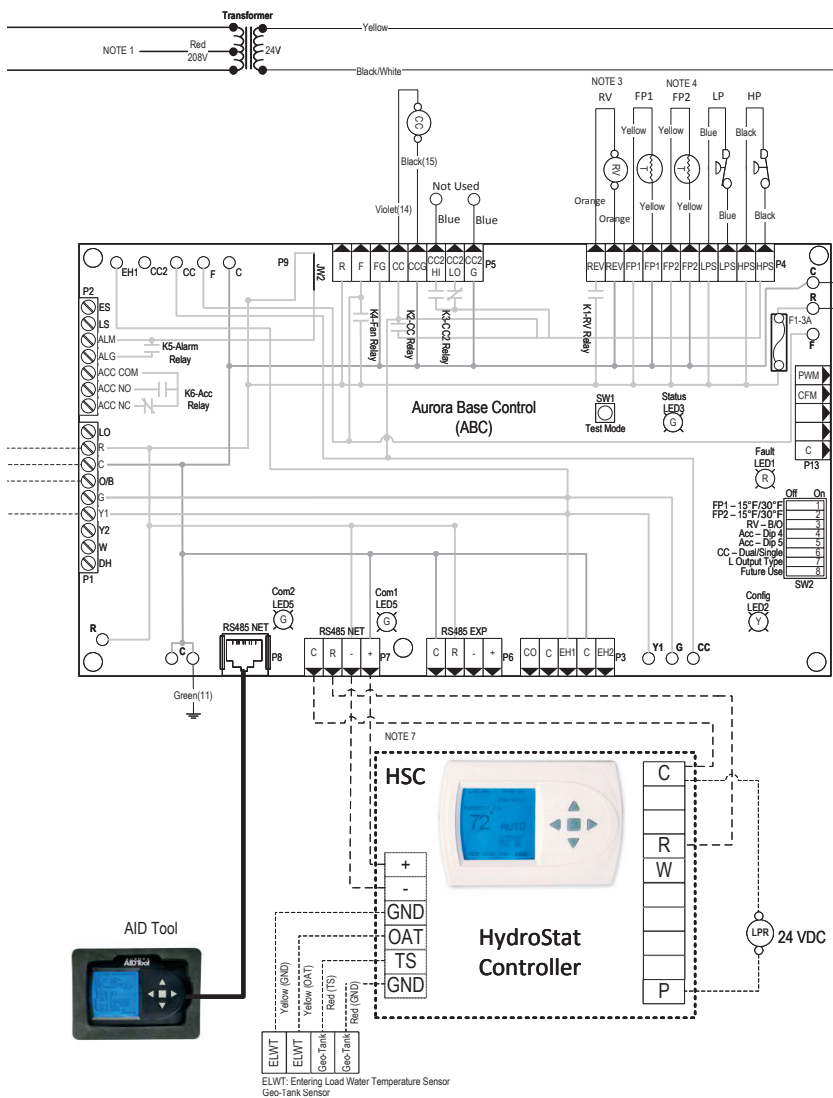 Transformer
Yellow
NOTE 1
Red
208V
24V
Black/White
NOTE 3
NOTE 4
RV
FP1
FP2
LP
HP
CC
Yellow
Yellow
Blue
Black
Black(15)
RV
T
T
Not Used
Violet(14)
Blue
Blue
Orange
Orange
Yellow
Yellow
Blue
Black
EH1
CC2
CC
F
C
P9
JW2
R
F
FG
CC
CCG
CC2 HI
CC2 LO
CC2 G
P5
REV
REV
FP1
FP1
FP2
FP2
LPS
LPS
HPS
HPS
P4
C
R
F
F1-3A
P2
ES
LS
ALM
ALG
ACC COM
ACC NO
ACC NC
K5-Alarm
Relay
K6-Acc
Relay
K4-Fan Relay
K2-CC Relay
K3-CC2 Relay
K1-RV Relay
Aurora Base Control
(ABC)
SW1
Test Mode
Status
LED3
G
PWM
CFM
C
P13
Fault
LED1
R
LO
R
C
O/B
G
Y1
Y2
W
DH
P1
Off
On
FP1 – 15°F/30°F
1
FP2 – 15°F/30°F
2
RV – B/O
3
Acc – Dip 4
4
Acc – Dip 5
5
CC – Dual/Single
6
L Output Type
7
Future Use
8
SW2
Config
LED2
Y
Com2
LED5
G
Com1
LED5
G
R
C
RS485 NET
P8
RS485 NET
C
R
-
+
P7
RS485 EXP
C
R
-
+
P6
CO
C
EH1
C
EH2
P3
Y1
G
CC
Green(11)
NOTE 7
HSC
72
AUTO
C
R
W
P
+
-
GND
OAT
TS
GND
HydroStat
Controller
LPR
24 VDC
AID Tool
AID Tool
Yellow (GND)
Yellow (OAT)
Red (TS)
Red (GND)
ELWT
ELWT
Geo-Tank
Geo-Tank
ELWT: Entering Load Water Temperature Sensor
Geo-Tank Sensor